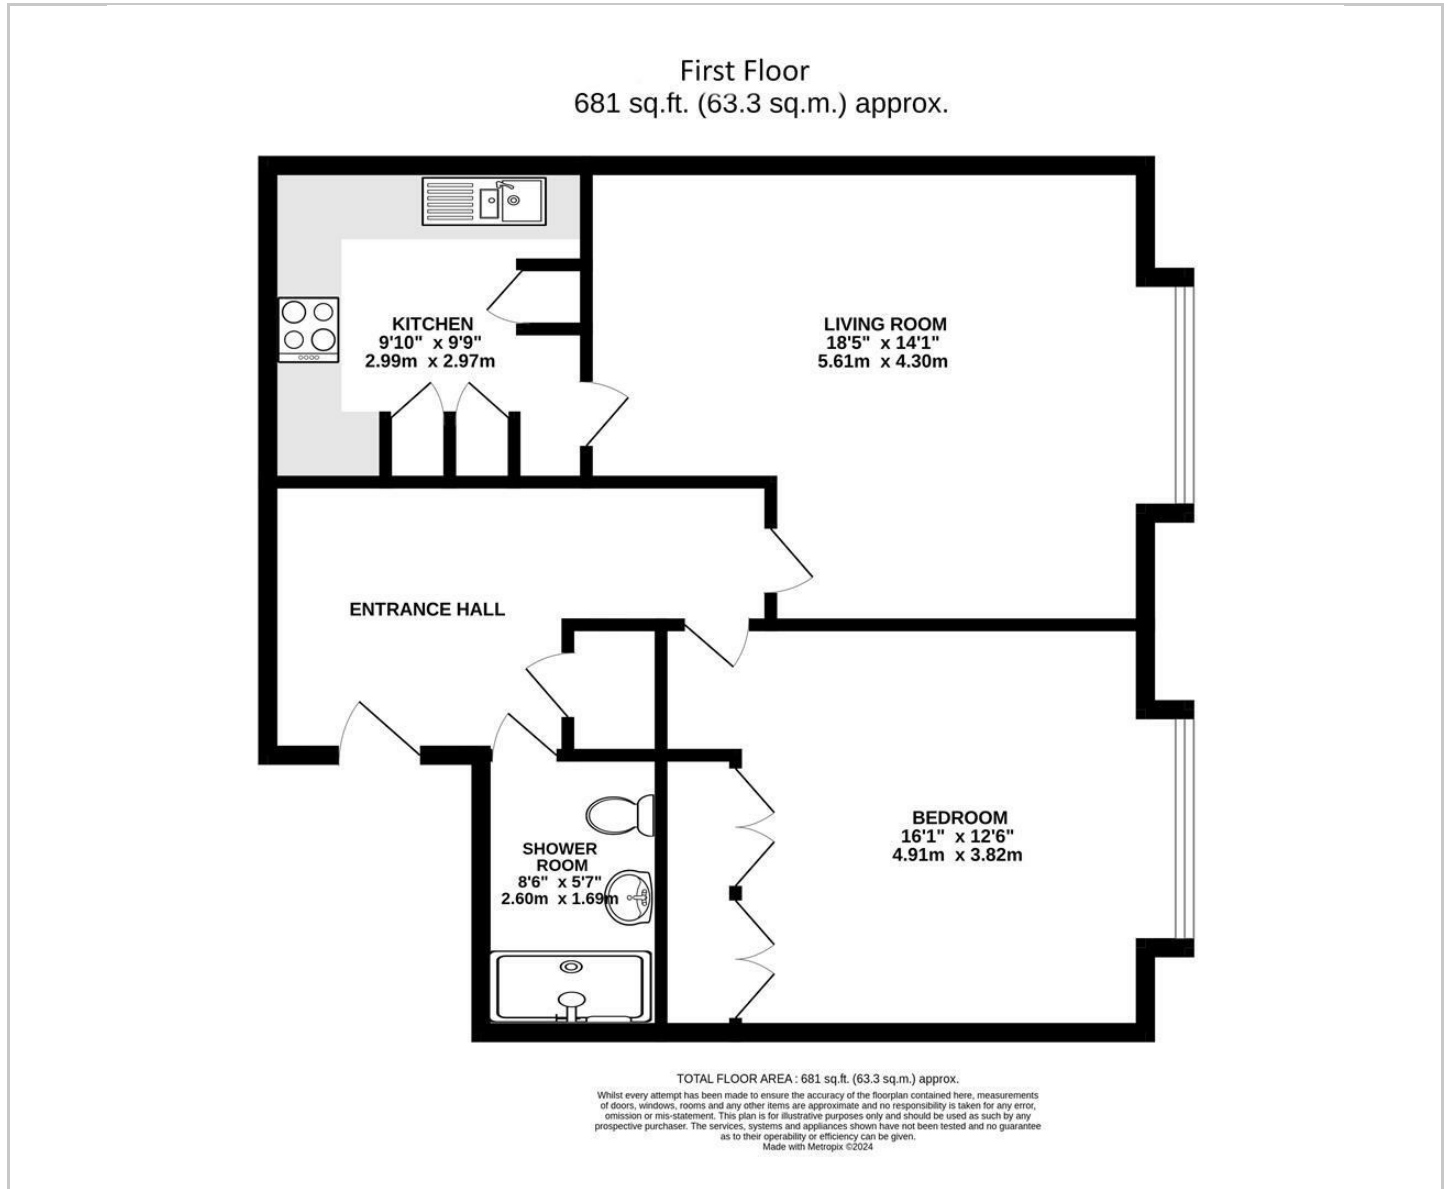 First Floor
681 sq.ft. (63.3 sq.m.) approx.
KITCHEN
9'10" x 9'9"
2.99m x 2.97m
LIVING ROOM
18'5" x 14'1"
5.61m x 4.30m
ENTRANCE HALL
SHOWER
ROOM
8'6" x 5'7"
2.60m x 1.69m
BEDROOM
16'1" x 12'6"
4.91m x 3.82m
TOTAL FLOOR AREA : 681 sq.ft. (63.3 sq.m.) approx.
Whilst every attempt has been made to ensure the accuracy of the floorplan contained here, measurements
of doors, windows, rooms and any other items are approximate and no responsibility is taken for any error,
omission or mis-statement. This plan is for illustrative purposes only and should be used as such by any
prospective purchaser. The services, systems and appliances shown have not been tested and no guarantee
as to their operability or efficiency can be given.
Made with Metropix ©2024